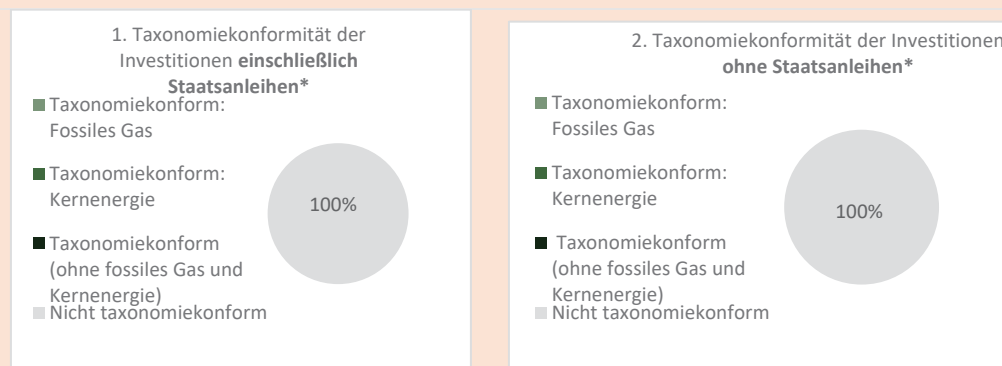 1. Taxonomiekonformität der
Investitionen einschließlich
Staatsanleihen*
Taxonomiekonform:
Fossiles Gas
Taxonomiekonform:
Kernenergie
Taxonomiekonform
(ohne fossiles Gas und
Kernenergie)
Nicht taxonomiekonform
100%
2. Taxonomiekonformität der Investitionen
ohne Staatsanleihen*
Taxonomiekonform:
Fossiles Gas
Taxonomiekonform:
Kernenergie
Taxonomiekonform
(ohne fossiles Gas und
Kernenergie)
Nicht taxonomiekonform
100%